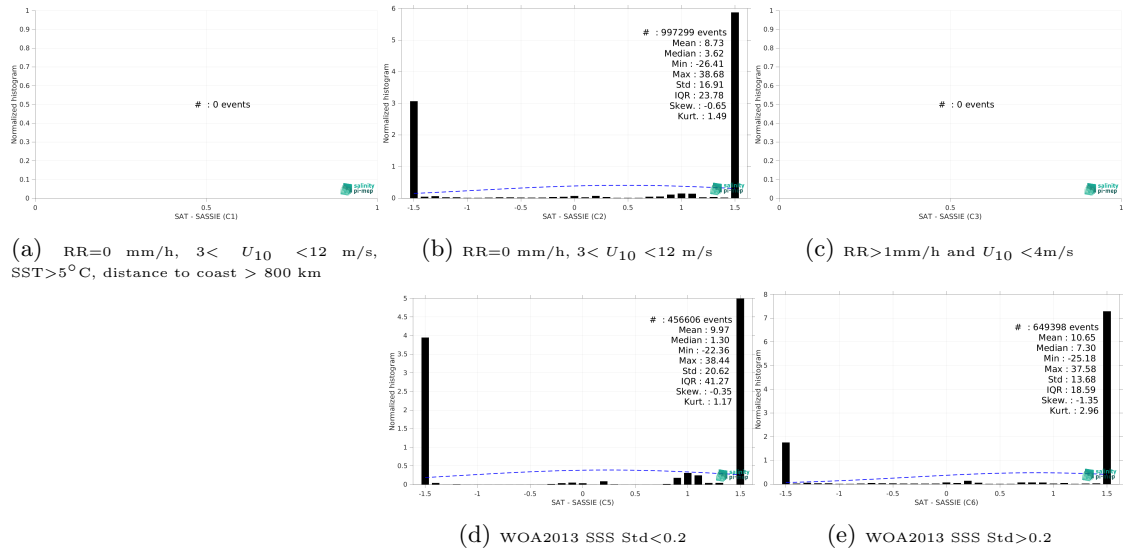 1
0.9
0.8
0.7
0.6
0.5
0.4
0.3
0.2
0.1
0
Normalized histogram
# : 0 events
salinity
pi-mep
0 0.5 1
SAT - SASSIE (C1)
(a) RR=0 mm/h, 3< U10 <12 m/s,
SST>5°C, distance to coast > 800 km
6
5
4
3
2
1
0
Normalized histogram
# : 997299 events
Mean : 8.73
Median : 3.62
Min : -26.41
Max : 38.68
Std : 16.91
IQR : 23.78
Skew. : -0.65
Kurt. : 1.49
salinity
pi-mep
-1.5 -1 -0.5 0 0.5 1 1.5
SAT - SASSIE (C2)
(b) RR=0 mm/h, 3< U10 <12 m/s
1
0.9
0.8
0.7
0.6
0.5
0.4
0.3
0.2
0.1
0
Normalized histogram
# : 0 events
salinity
pi-mep
0 0.5 1
SAT - SASSIE (C3)
(c) RR>1mm/h and U10 <4m/s
5
4.5
4
3.5
3
2.5
2
1.5
1
0.5
0
Normalized histogram
# : 456606 events
Mean : 9.97
Median : 1.30
Min : -22.36
Max : 38.44
Std : 20.62
IQR : 41.27
Skew. : -0.35
Kurt. : 1.17
salinity
pi-mep
-1.5 -1 -0.5 0 0.5 1 1.5
SAT - SASSIE (C5)
(d) WOA2013 SSS Std<0.2
8
7
6
5
4
3
2
1
0
Normalized histogram
# : 649398 events
Mean : 10.65
Median : 7.30
Min : -25.18
Max : 37.58
Std : 13.68
IQR : 18.59
Skew. : -1.35
Kurt. : 2.96
salinity
pi-mep
-1.5 -1 -0.5 0 0.5 1 1.5
SAT - SASSIE (C6)
(e) WOA2013 SSS Std>0.2